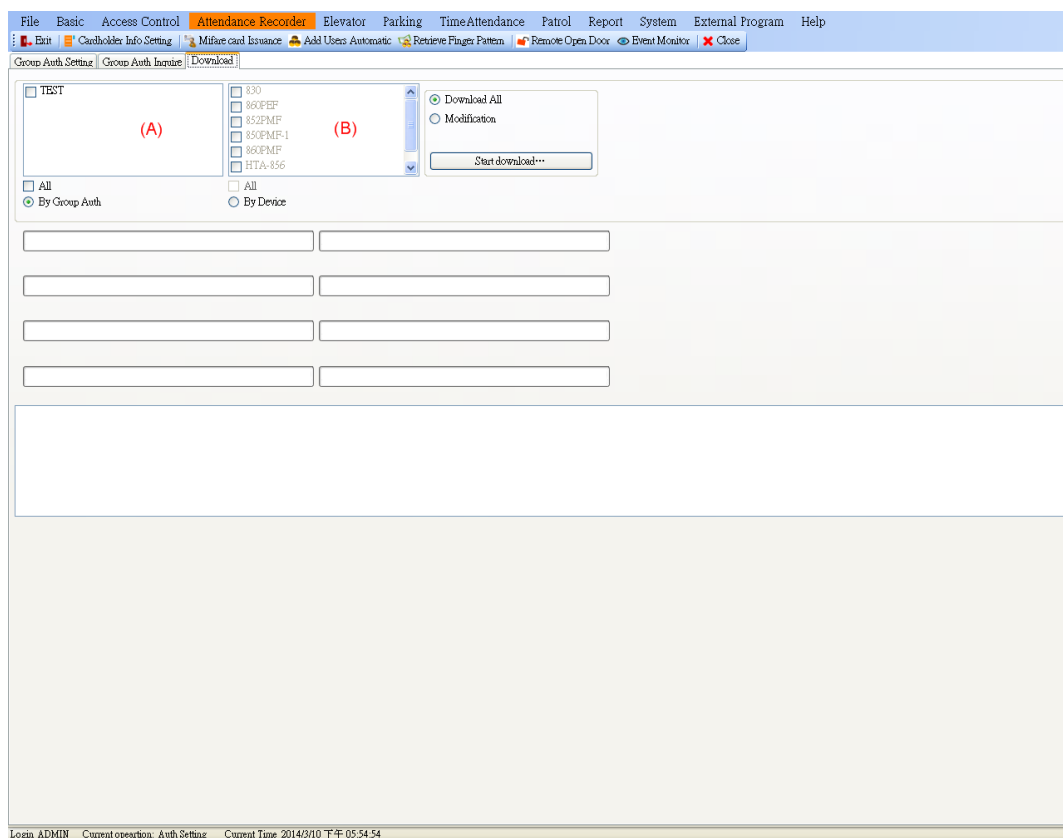 File Basic Access Control Attendance Recorder Elevator Parking TimeAttendance Patrol Report System External Program Help
Exit Cardholder Info Setting Mifare card Issuance Add Users Automatic Retrieve Finger Pattern Remote Open Door Event Monitor Close
Group Auth Setting Group Auth Inquire Download
TEST
(A)
All
By Group Auth
830
860PEF
852PMF
850PMF-1
860PMF
HTA-856
(B)
All
By Device
Download All
Modification
Start download···
Login ADMIN Current opeartion: Auth Setting Current Time 2014/3/10 下午 05:54:54